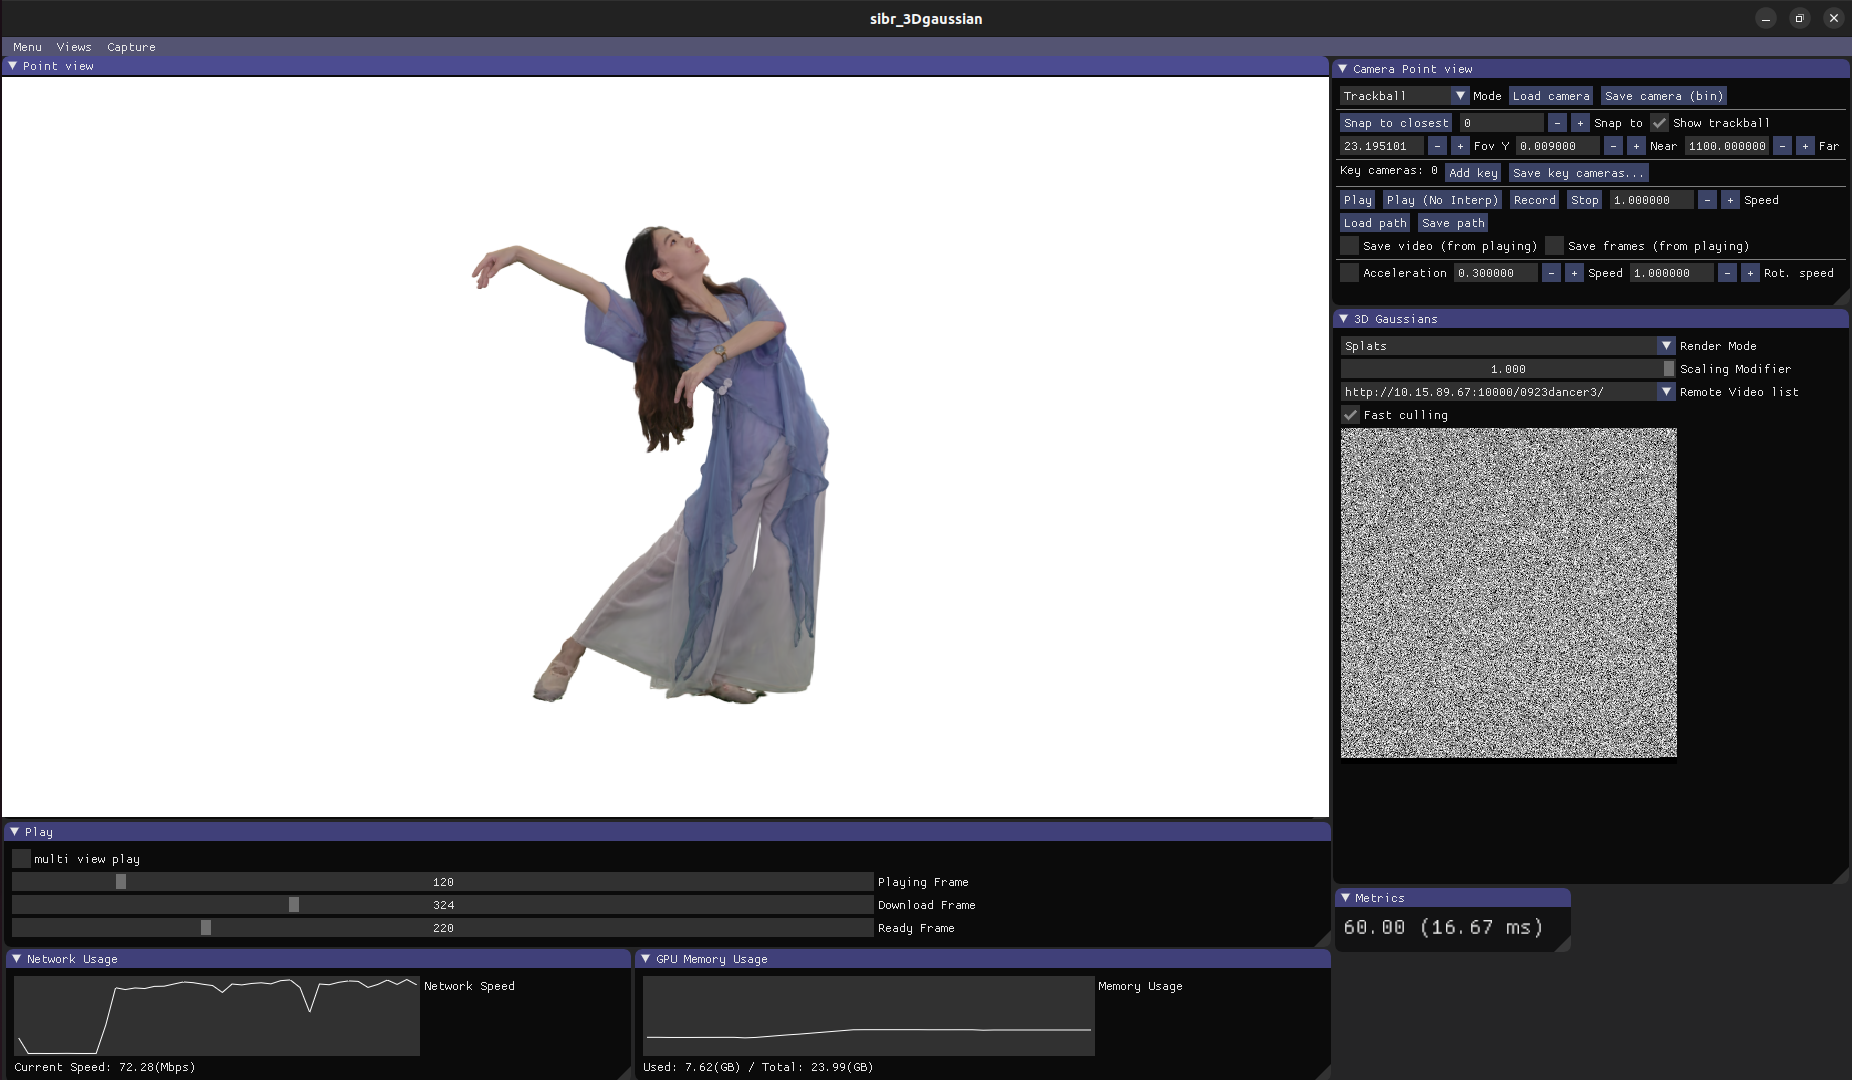 sibr_3Dgaussian
Menu Views Capture
Point view
Camera Point view
Trackball Mode Load camera Save camera (bin)
Snap to closest 0 - + Snap to Show trackball
23.195101 - + Fov Y 0.009000 - + Near 1100.000000 - + Far
Key cameras: 0 Add key Save key cameras...
Play Play (No Interp) Record Stop 1.000000 - + Speed
Load path Save path
Save video (from playing) Save frames (from playing)
Acceleration 0.300000 - + Speed 1.000000 - + Rot. speed
3D Gaussians
Splats Render Mode
1.000 Scaling Modifier
http://10.15.89.67:10000/0923dancer3/ Remote Video list
Fast culling
Play
multi view play
120 Playing Frame
324 Download Frame
220 Ready Frame
Metrics
60.00 (16.67 ms)
Network Usage
Network Speed
Current Speed: 72.28(Mbps)
GPU Memory Usage
Memory Usage
Used: 7.62(GB) / Total: 23.99(GB)